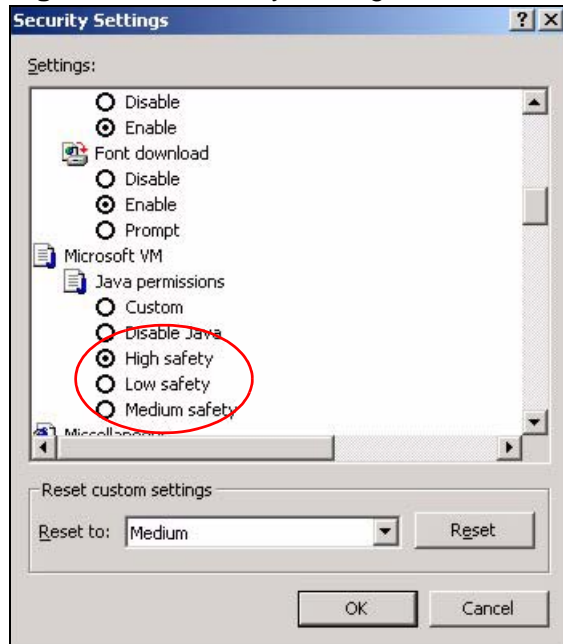 Security Settings
Settings:
Disable
Enable
Font download
Disable
Enable
Prompt
Microsoft VM
Java permissions
Custom
Disable Java
High safety
Low safety
Medium safety
Miscellaneous
Reset custom settings
Reset to: Medium Reset
OK Cancel